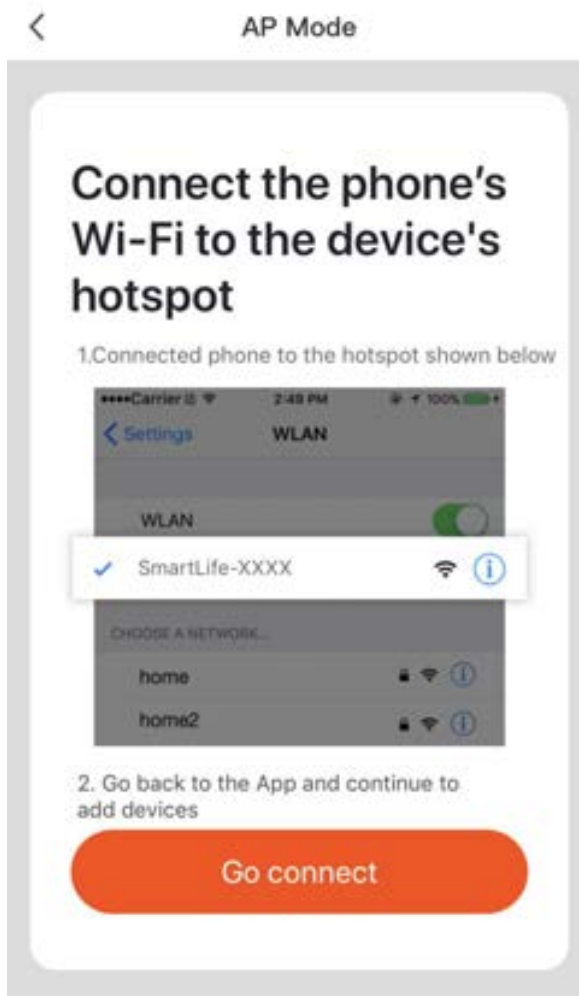 AP Mode
Connect the phone's
Wi-Fi to the device's
hotspot
1.Connected phone to the hotspot shown below
Carrier 2:49 PM 100%
Settings WLAN
WLAN
SmartLife-XXXX
CHOOSE A NETWORK...
home
home2
2. Go back to the App and continue to
add devices
Go connect